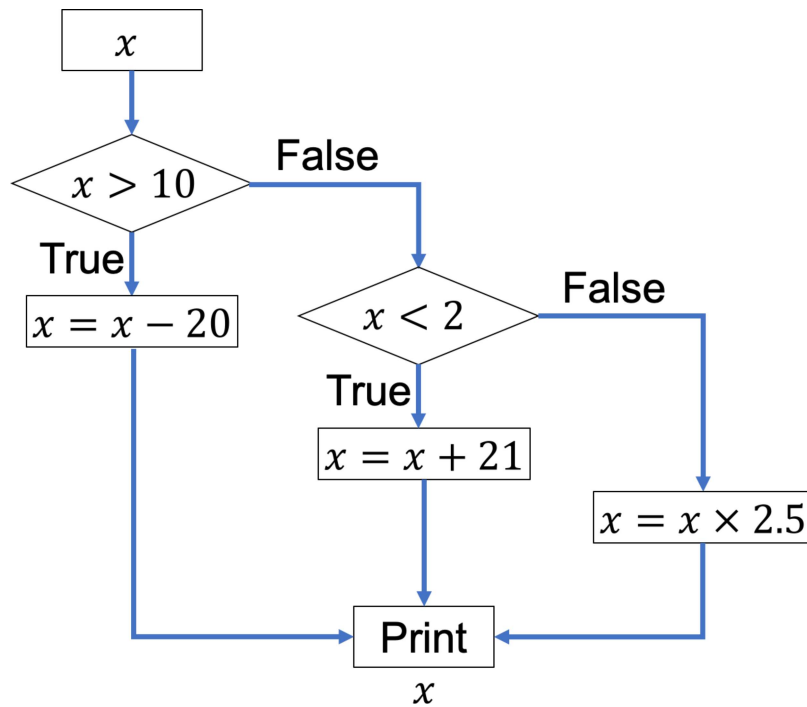 x
x > 10
False
True
x = x − 20
x < 2
False
True
x = x + 21
x = x × 2.5
Print
x